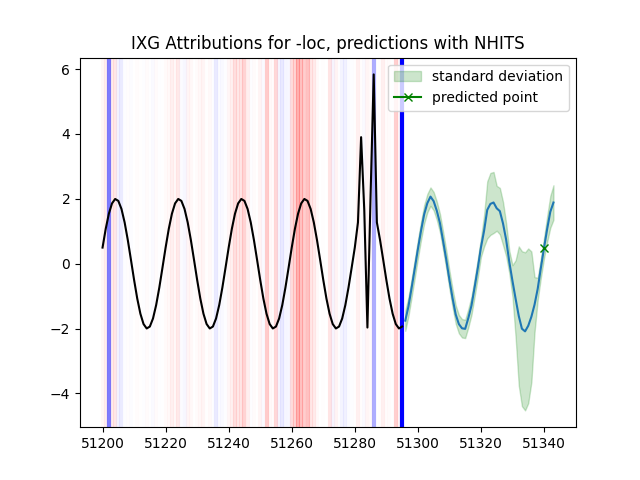 IXG Attributions for -loc, predictions with NHITS
standard deviation
predicted point
6
4
2
0
−2
−4
51200 51220 51240 51260 51280 51300 51320 51340